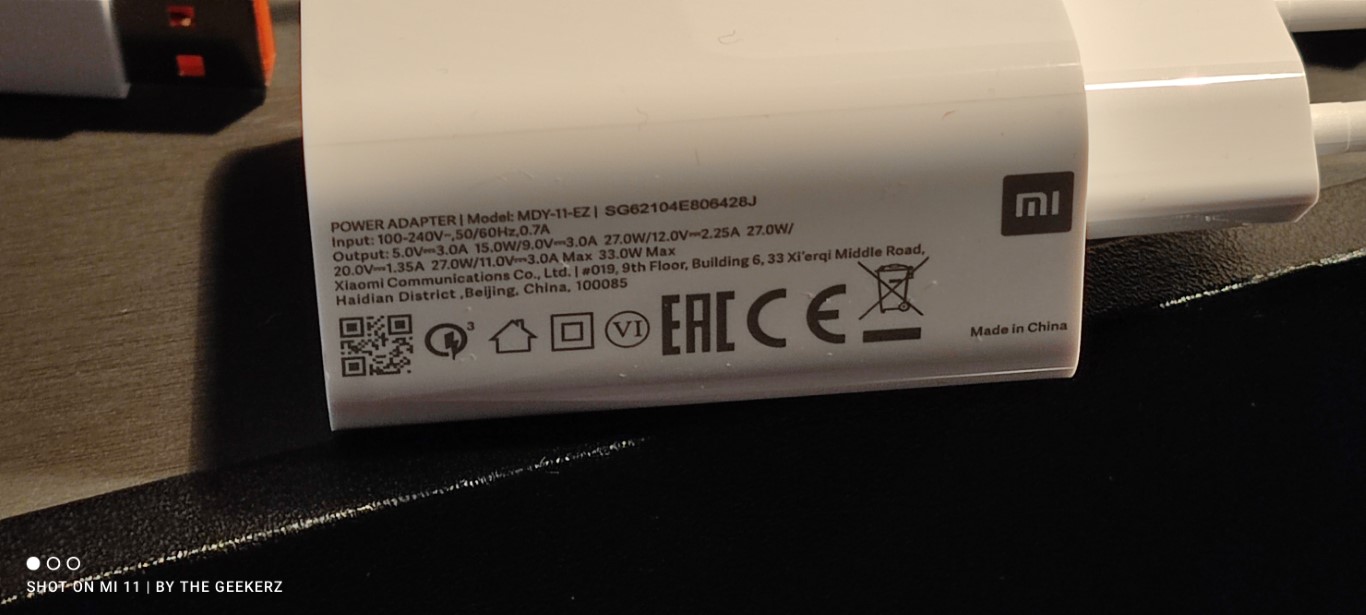 POWER ADAPTER | Model: MDY-11-EZ | SG62104E806428J
Input: 100-240V~,50/60Hz,0.7A
Output: 5.0V⎓3.0A 15.0W/9.0V⎓3.0A 27.0W/12.0V⎓2.25A 27.0W/
20.0V⎓1.35A 27.0W/11.0V⎓3.0A Max 33.0W Max
Xiaomi Communications Co., Ltd. | #019, 9th Floor, Building 6, 33 Xi'erqi Middle Road,
Haidian District ,Beijing, China, 100085
3 VI EAC CE
mi
Made in China
SHOT ON MI 11 | BY THE GEEKERZ